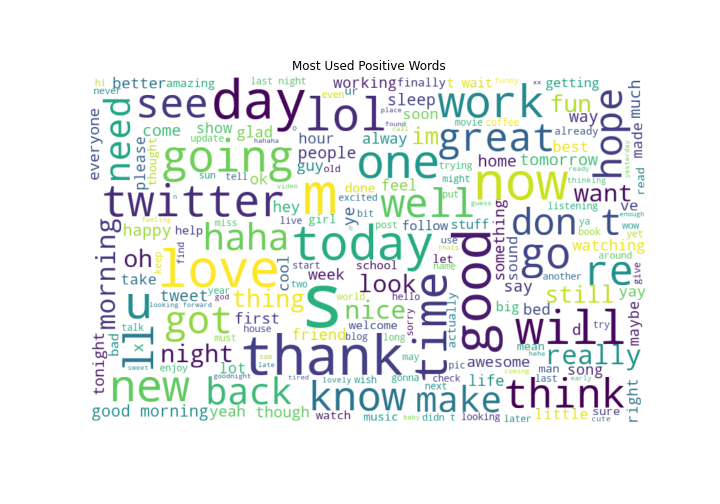 Most Used Positive Words
hi
never
better
amazing
last night
working
finally
t wait
funny
xx
getting
much
everyone
need
see
day
lol
even
ur
place
found
call
sleep
soon
work
movie
coffee
fun
way
already
hope
made
yesterday
come
show
update
glad
hahaha
hour
people
alway
im
great
best
please
thought
going
sun
tell
ok
guy
old
one
trying
might
home
tomorrow
ready
thinking
read
video
twitter
hey
m
done
feel
excited
ve
bit
live
girl
well
put
post
follow
stuff
now
want
listening
ve
don
t
ya
book
enough
wow
yet
feeling
happy
miss
help
haha
today
use
thati
guess
something
sound
go
watching
around
re
morning
oh
find
keep
love
cool
start
two
week
school
look
let
name
good
another
say
still
yay
give
maybe
take
looking forward
u
tweet
year
god
thing
s
world
hello
nice
sorry
time
actually
big
bed
will
d
try
ll
x
talk
bad
must
got
first
house
friend
welcome
blog
long
mean
hehe
really
tonight
sweet
enjoy
night
lot
san
late
thank
may
pic
awesome
coming
man
song
life
new
goodnight
back
tired
lovely
wish
know
gonna
check
make
next
last
early
think
right
good morning
yeah
though
watch
music
baby
didn t
looking
later
little
sure
cute